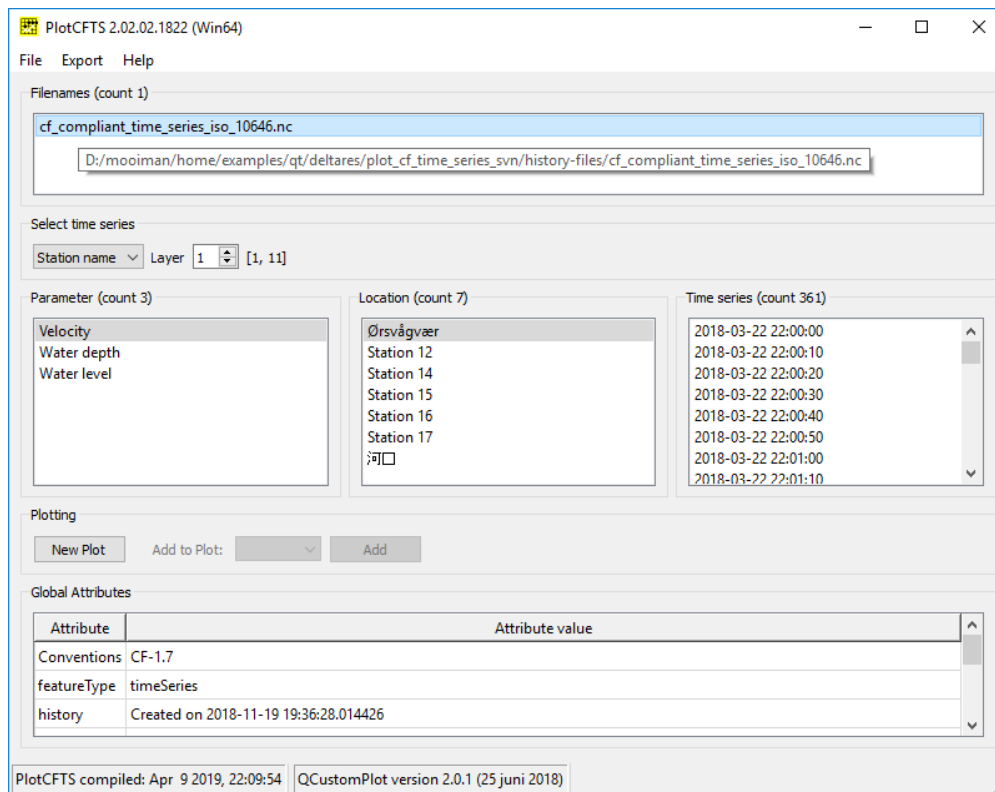 PlotCFTS 2.02.02.1822 (Win64)
File Export Help
Filenames (count 1)
cf_compliant_time_series_iso_10646.nc
D:/mooiman/home/examples/qt/deltares/plot_cf_time_series_svn/history-files/cf_compliant_time_series_iso_10646.nc
Select time series
Station name Layer 1 [1, 11]
Parameter (count 3)
Velocity
Water depth
Water level
Location (count 7)
Ørsvågvær
Station 12
Station 14
Station 15
Station 16
Station 17
河口
Time series (count 361)
2018-03-22 22:00:00
2018-03-22 22:00:10
2018-03-22 22:00:20
2018-03-22 22:00:30
2018-03-22 22:00:40
2018-03-22 22:00:50
2018-03-22 22:01:00
2018-03-22 22:01:10
Plotting
New Plot Add to Plot: Add
Global Attributes
Attribute Attribute value
Conventions CF-1.7
featureType timeSeries
history Created on 2018-11-19 19:36:28.014426
PlotCFTS compiled: Apr 9 2019, 22:09:54 QCustomPlot version 2.0.1 (25 juni 2018)